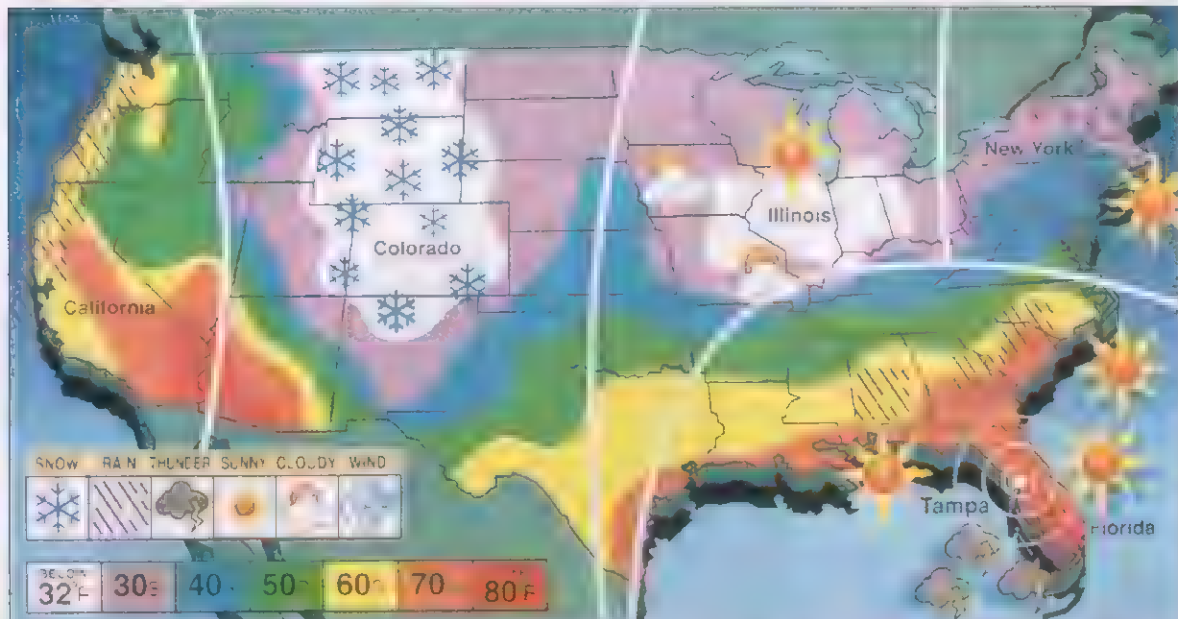 New York
Illinois
Colorado
California
Tampa
Florida
SNOW RAIN THUNDER SUNNY CLOUDY WIND
BELOW
32°F 30s 40 50 60 70 80 F